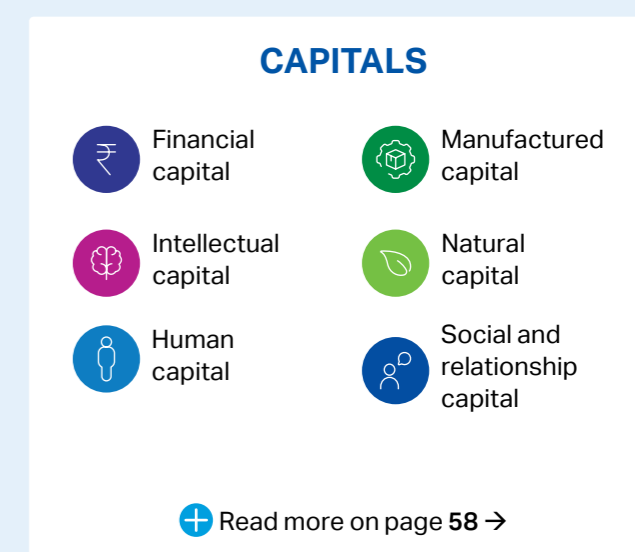 CAPITALS
₹
Financial
capital
Manufactured
capital
Intellectual
capital
Natural
capital
Human
capital
Social and
relationship
capital
Read more on page 58 →